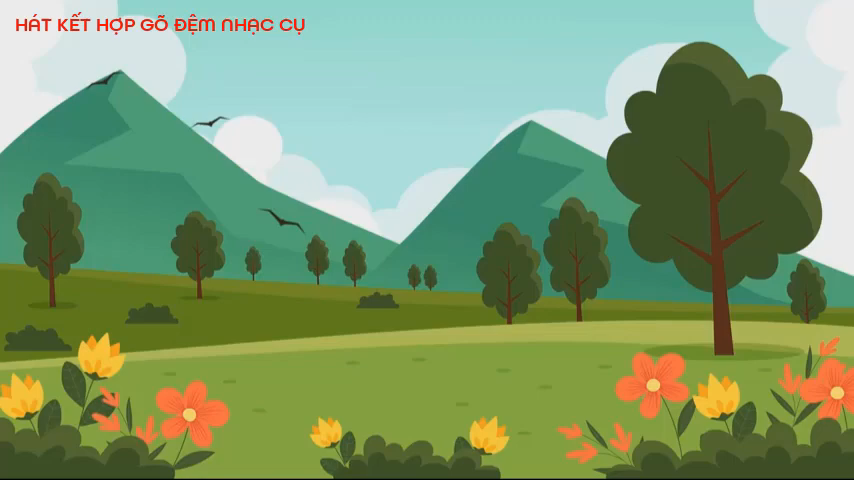 HÁT KẾT HỢP GÕ ĐỆM NHẠC CỤ